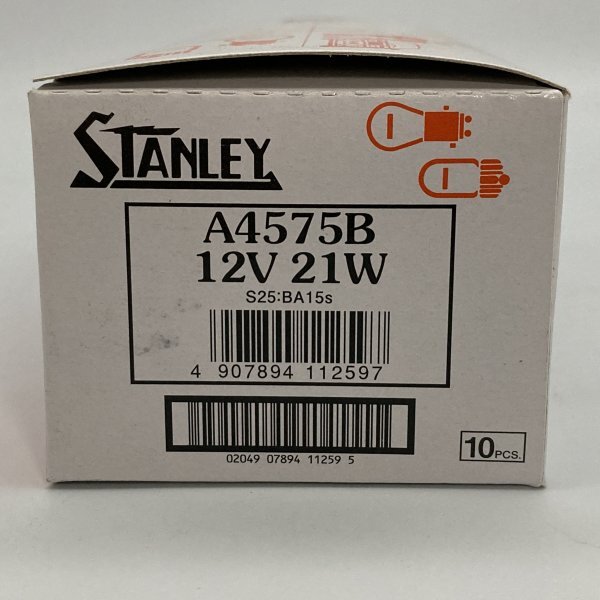 STANLEY
A4575B
12V 21W
S25:BA15s
4 907894 112597
02049 07894 11259 5
10PCS.